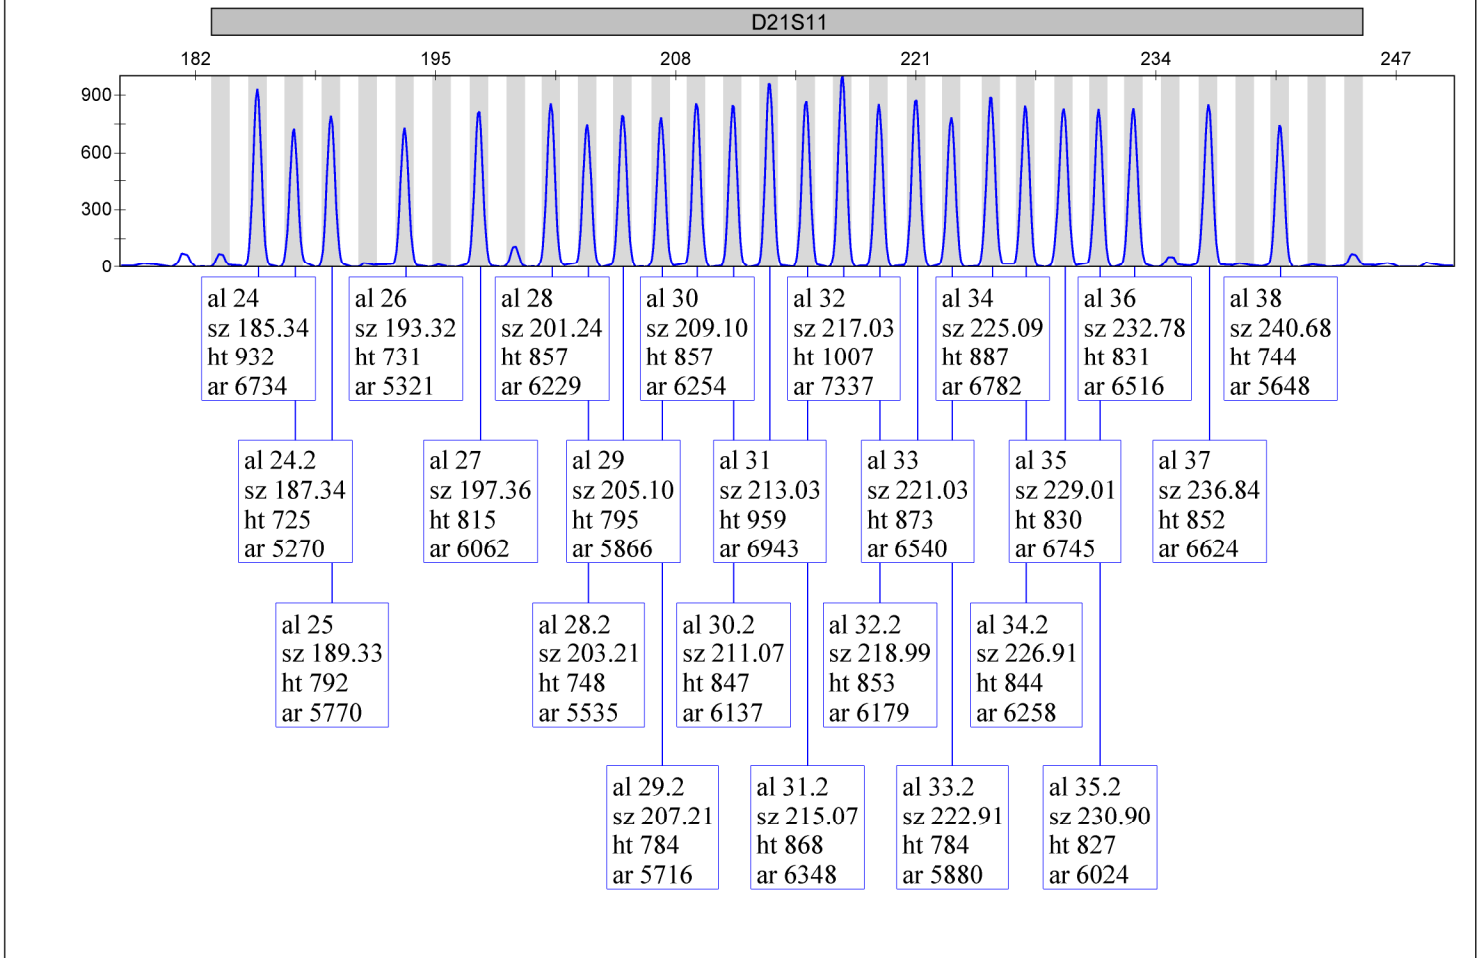 D21S11
182 195 208 221 234 247
900
600
300
0
al 24
sz 185.34
ht 932
ar 6734
al 26
sz 193.32
ht 731
ar 5321
al 28
sz 201.24
ht 857
ar 6229
al 30
sz 209.10
ht 857
ar 6254
al 32
sz 217.03
ht 1007
ar 7337
al 34
sz 225.09
ht 887
ar 6782
al 36
sz 232.78
ht 831
ar 6516
al 38
sz 240.68
ht 744
ar 5648
al 24.2
sz 187.34
ht 725
ar 5270
al 27
sz 197.36
ht 815
ar 6062
al 29
sz 205.10
ht 795
ar 5866
al 31
sz 213.03
ht 959
ar 6943
al 33
sz 221.03
ht 873
ar 6540
al 35
sz 229.01
ht 830
ar 6745
al 37
sz 236.84
ht 852
ar 6624
al 25
sz 189.33
ht 792
ar 5770
al 28.2
sz 203.21
ht 748
ar 5535
al 30.2
sz 211.07
ht 847
ar 6137
al 32.2
sz 218.99
ht 853
ar 6179
al 34.2
sz 226.91
ht 844
ar 6258
al 29.2
sz 207.21
ht 784
ar 5716
al 31.2
sz 215.07
ht 868
ar 6348
al 33.2
sz 222.91
ht 784
ar 5880
al 35.2
sz 230.90
ht 827
ar 6024